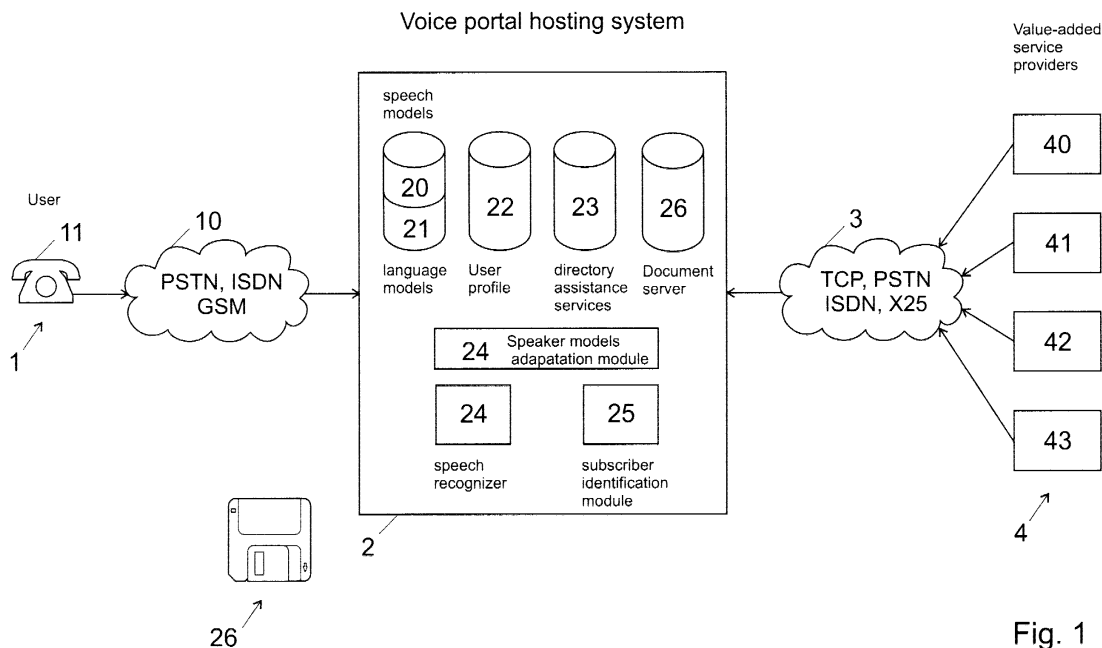 Voice portal hosting system
Value-added
service
providers
speech
models
20
21
22
23
26
language
models
User
profile
directory
assistance
services
Document
server
User
11
1
10
PSTN, ISDN
GSM
24
Speaker models
adapatation module
24
speech
recognizer
25
subscriber
identification
module
2
26
3
TCP, PSTN
ISDN, X25
40
41
42
43
4
Fig. 1